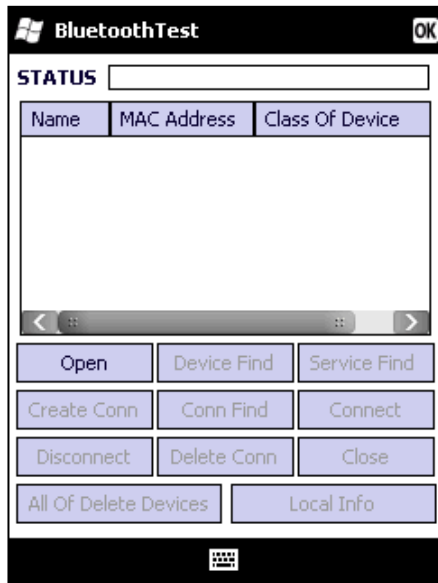 BluetoothTest OK
STATUS
Name MAC Address Class Of Device
Open Device Find Service Find
Create Conn Conn Find Connect
Disconnect Delete Conn Close
All Of Delete Devices Local Info